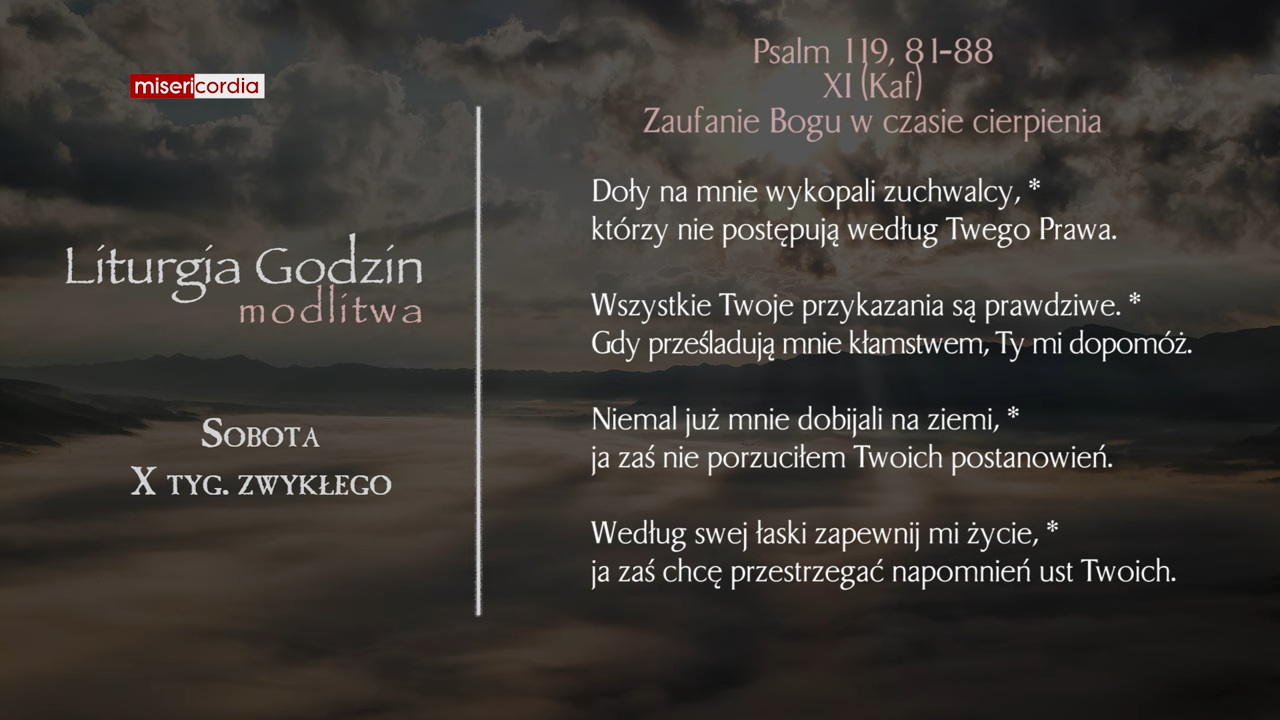 misericordia
Liturgia Godzin
modlitwa
Sobota
X tyg. zwykłego
Psalm 119, 81-88
XI (Kaf)
Zaufanie Bogu w czasie cierpienia
Doły na mnie wykopali zuchwalcy, *
którzy nie postępują według Twego Prawa.
Wszystkie Twoje przykazania są prawdziwe. *
Gdy prześladują mnie kłamstwem, Ty mi dopomóż.
Niemal już mnie dobijali na ziemi, *
ja zaś nie porzuciłem Twoich postanowień.
Według swej łaski zapewnij mi życie, *
ja zaś chcę przestrzegać napomnień ust Twoich.